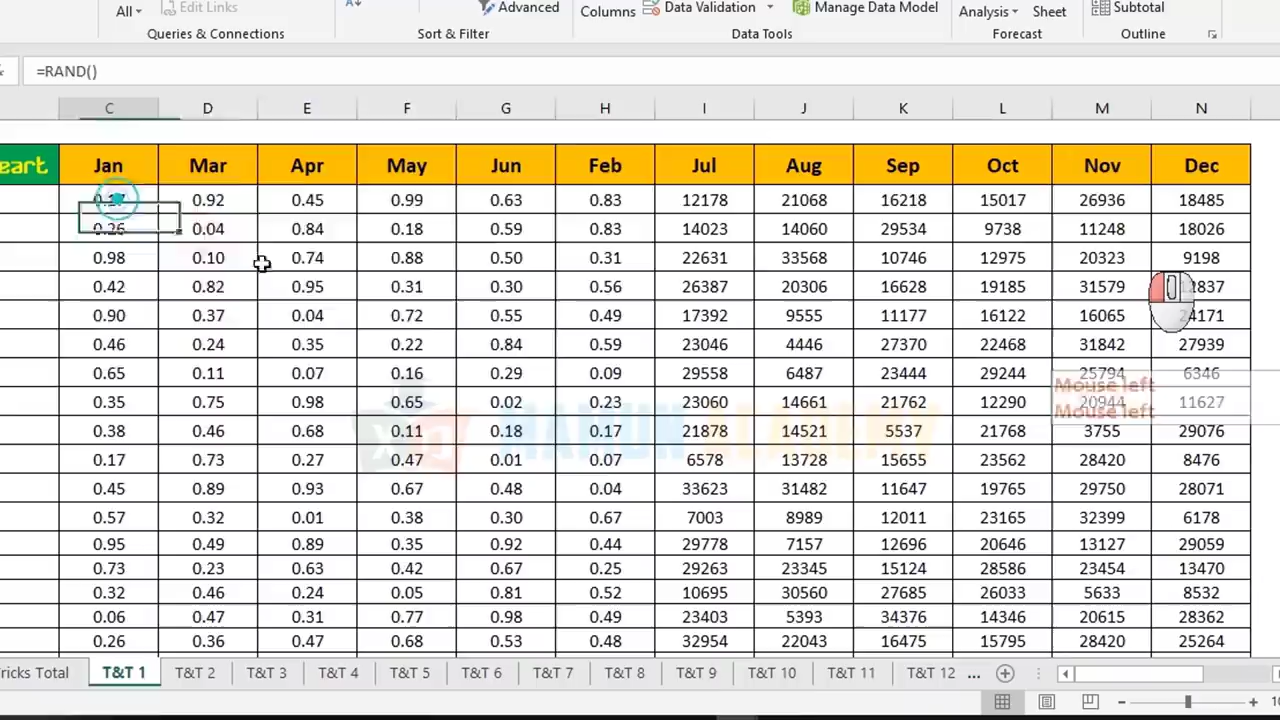 All
Edit Links
Advanced
Columns
Data Validation
Manage Data Model
Analysis
Sheet
Subtotal
Queries & Connections
Sort & Filter
Data Tools
Forecast
Outline
=RAND()
C D E F G H I J K L M N
eart Jan Mar Apr May Jun Feb Jul Aug Sep Oct Nov Dec
0.92 0.45 0.99 0.63 0.83 12178 21068 16218 15017 26936 18485
0.26 0.04 0.84 0.18 0.59 0.83 14023 14060 29534 9738 11248 18026
0.98 0.10 0.74 0.88 0.50 0.31 22631 33568 10746 12975 20323 9198
0.42 0.82 0.95 0.31 0.30 0.56 26387 20306 16628 19185 31579
0.90 0.37 0.04 0.72 0.55 0.49 17392 9555 11177 16122 16065 24171
0.46 0.24 0.35 0.22 0.84 0.59 23046 4446 27370 22468 31842 27939
0.65 0.11 0.07 0.16 0.29 0.09 29558 6487 23444 29244 25794 6346
Mouse left
0.35 0.75 0.98 0.65 0.02 0.23 23060 14661 21762 12290 20944 11627
Mouse left
MAMUN ACADEMY
0.38 0.46 0.68 0.11 0.18 0.17 21878 14521 5537 21768 3755 29076
0.17 0.73 0.27 0.47 0.01 0.07 6578 13728 15655 23562 28420 8476
0.45 0.89 0.93 0.67 0.48 0.04 33623 31482 11647 19765 29750 28071
0.57 0.32 0.01 0.38 0.30 0.67 7003 8989 12011 23165 32399 6178
0.95 0.49 0.89 0.35 0.92 0.44 29778 7157 12696 20646 13127 29059
0.73 0.23 0.63 0.42 0.67 0.25 29263 23345 15124 28586 23454 13470
0.32 0.46 0.24 0.05 0.81 0.52 10695 30560 27685 26033 5633 8532
0.06 0.46 0.31 0.77 0.98 0.49 23403 5393 34376 14346 20615 28362
0.26 0.36 0.47 0.68 0.53 0.48 32954 22043 16475 15795 28420 25264
ricks Total T&T 1 T&T 2 T&T 3 T&T 4 T&T 5 T&T 6 T&T 7 T&T 8 T&T 9 T&T 10 T&T 11 T&T 12 ...